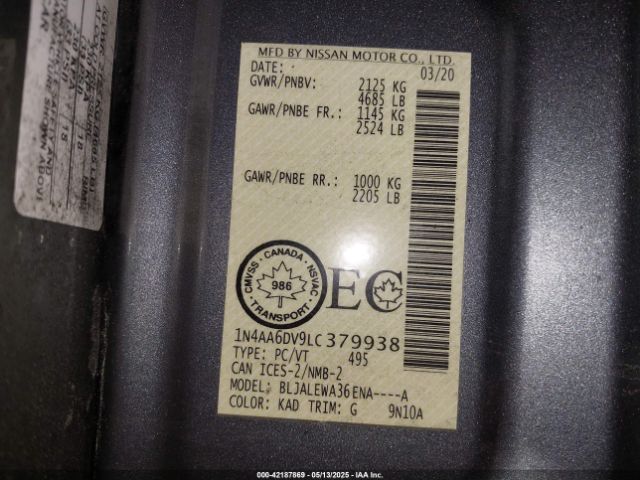 MFD BY NISSAN MOTOR CO., LTD.
DATE: 03/20
GVWR/PNBV: 2125 KG
4685 LB
GAWR/PNBE FR.: 1145 KG
2524 LB
GAWR/PNBE RR.: 1000 KG
2205 LB
CMVSS · CANADA · NSVAC
986
TRANSPORT
EC
1N4AA6DV9LC379938
TYPE: PC/VT 495
CAN ICES-2/NMB-2
MODEL: BLJALEWA36ENA----A
COLOR: KAD TRIM: G 9N10A
SHOWN ABOVE
000-42187869 - 05/13/2025 - IAA Inc.